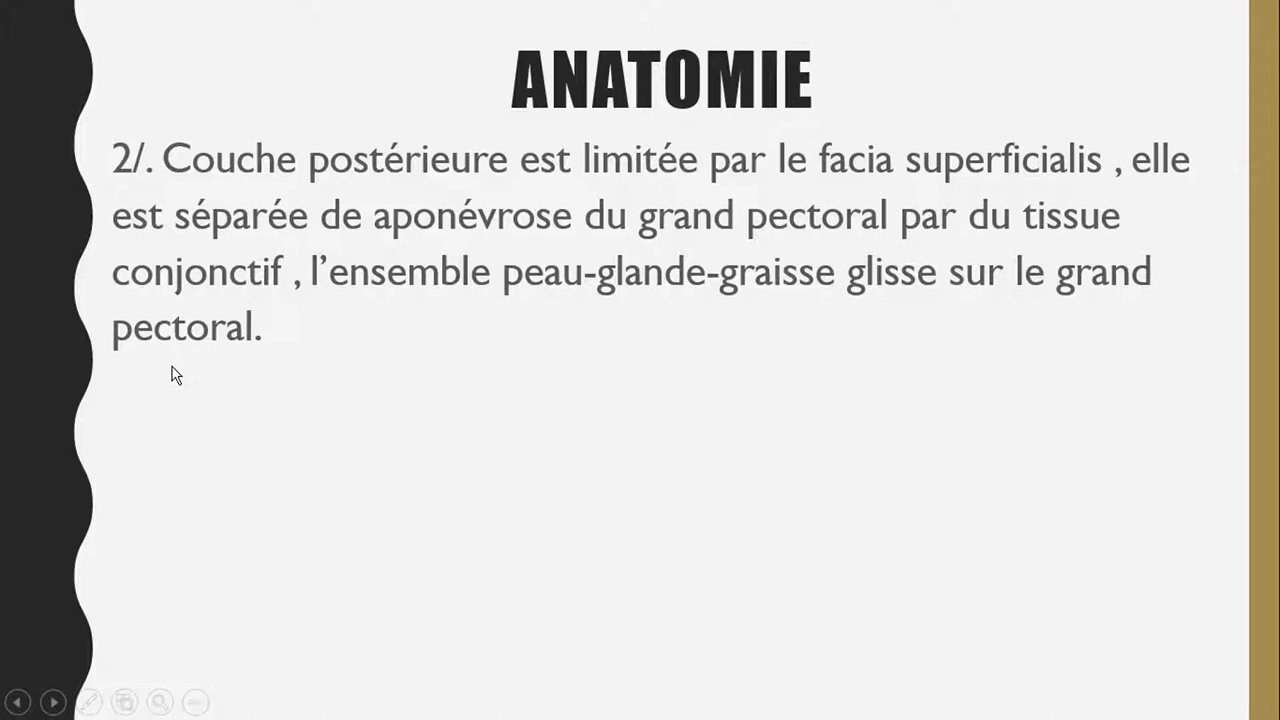 ANATOMIE
2/. Couche postérieure est limitée par le facia superficialis , elle
est séparée de aponévrose du grand pectoral par du tissue
conjonctif , l’ensemble peau-glande-graisse glisse sur le grand
pectoral.